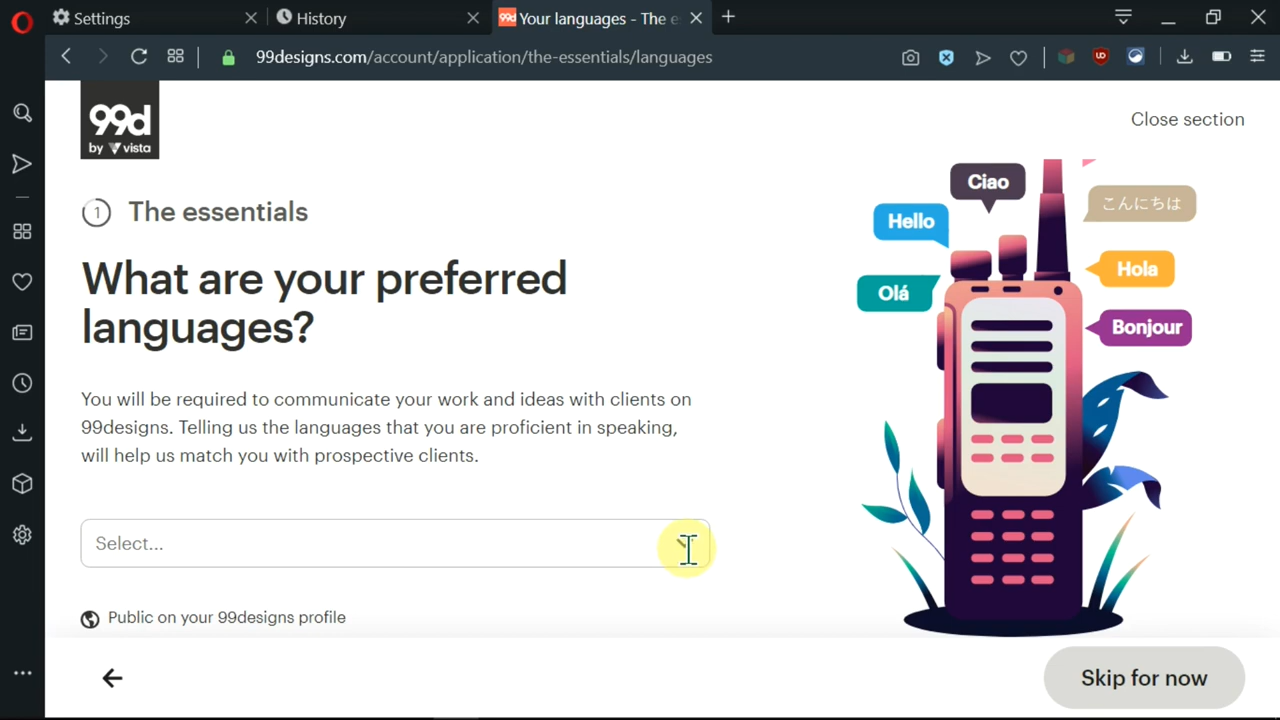 Settings
History
99d
Your languages - The e
99designs.com/account/application/the-essentials/languages
99d
by vista
Close section
1 The essentials
What are your preferred
languages?
You will be required to communicate your work and ideas with clients on
99designs. Telling us the languages that you are proficient in speaking,
will help us match you with prospective clients.
Select...
Public on your 99designs profile
Ciao
こんにちは
Hello
Hola
Olá
Bonjour
Skip for now